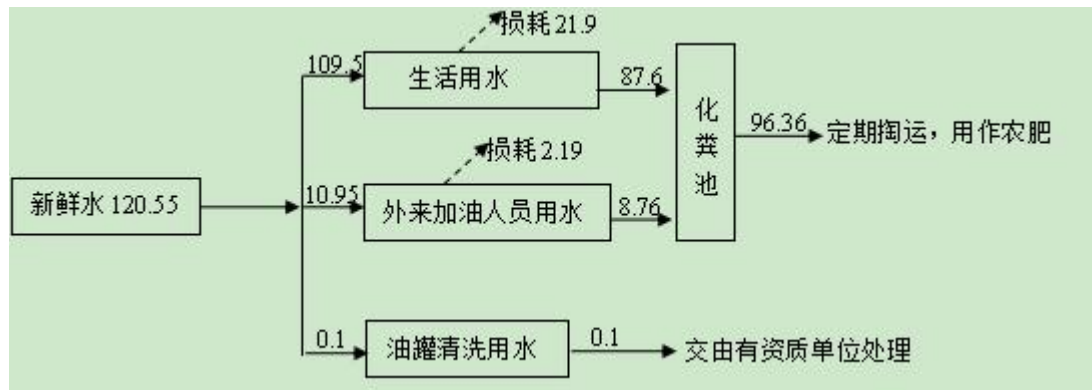 损耗21.9
109.5
生活用水
87.6
化粪池
96.36
定期掏运，用作农肥
损耗2.19
新鲜水120.55
10.95
外来加油人员用水
8.76
0.1
油罐清洗用水
0.1
交由有资质单位处理